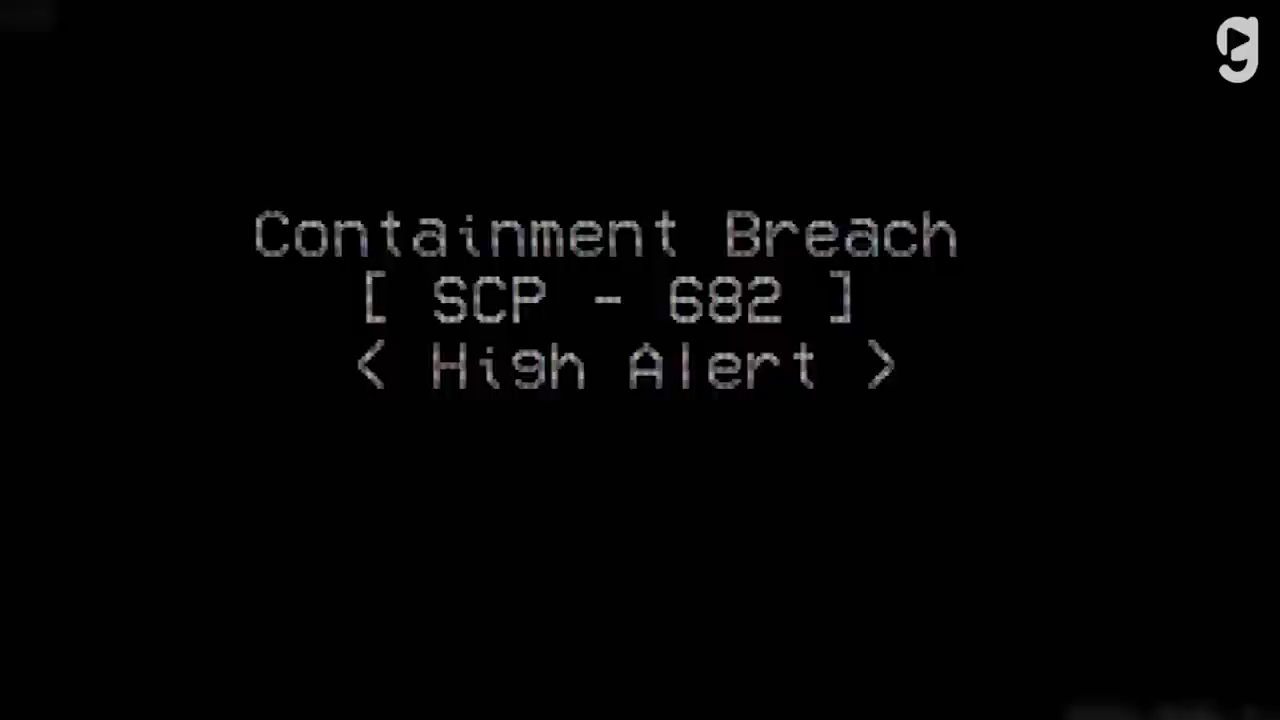 Containment Breach
[ SCP - 682 ]
< High Alert >